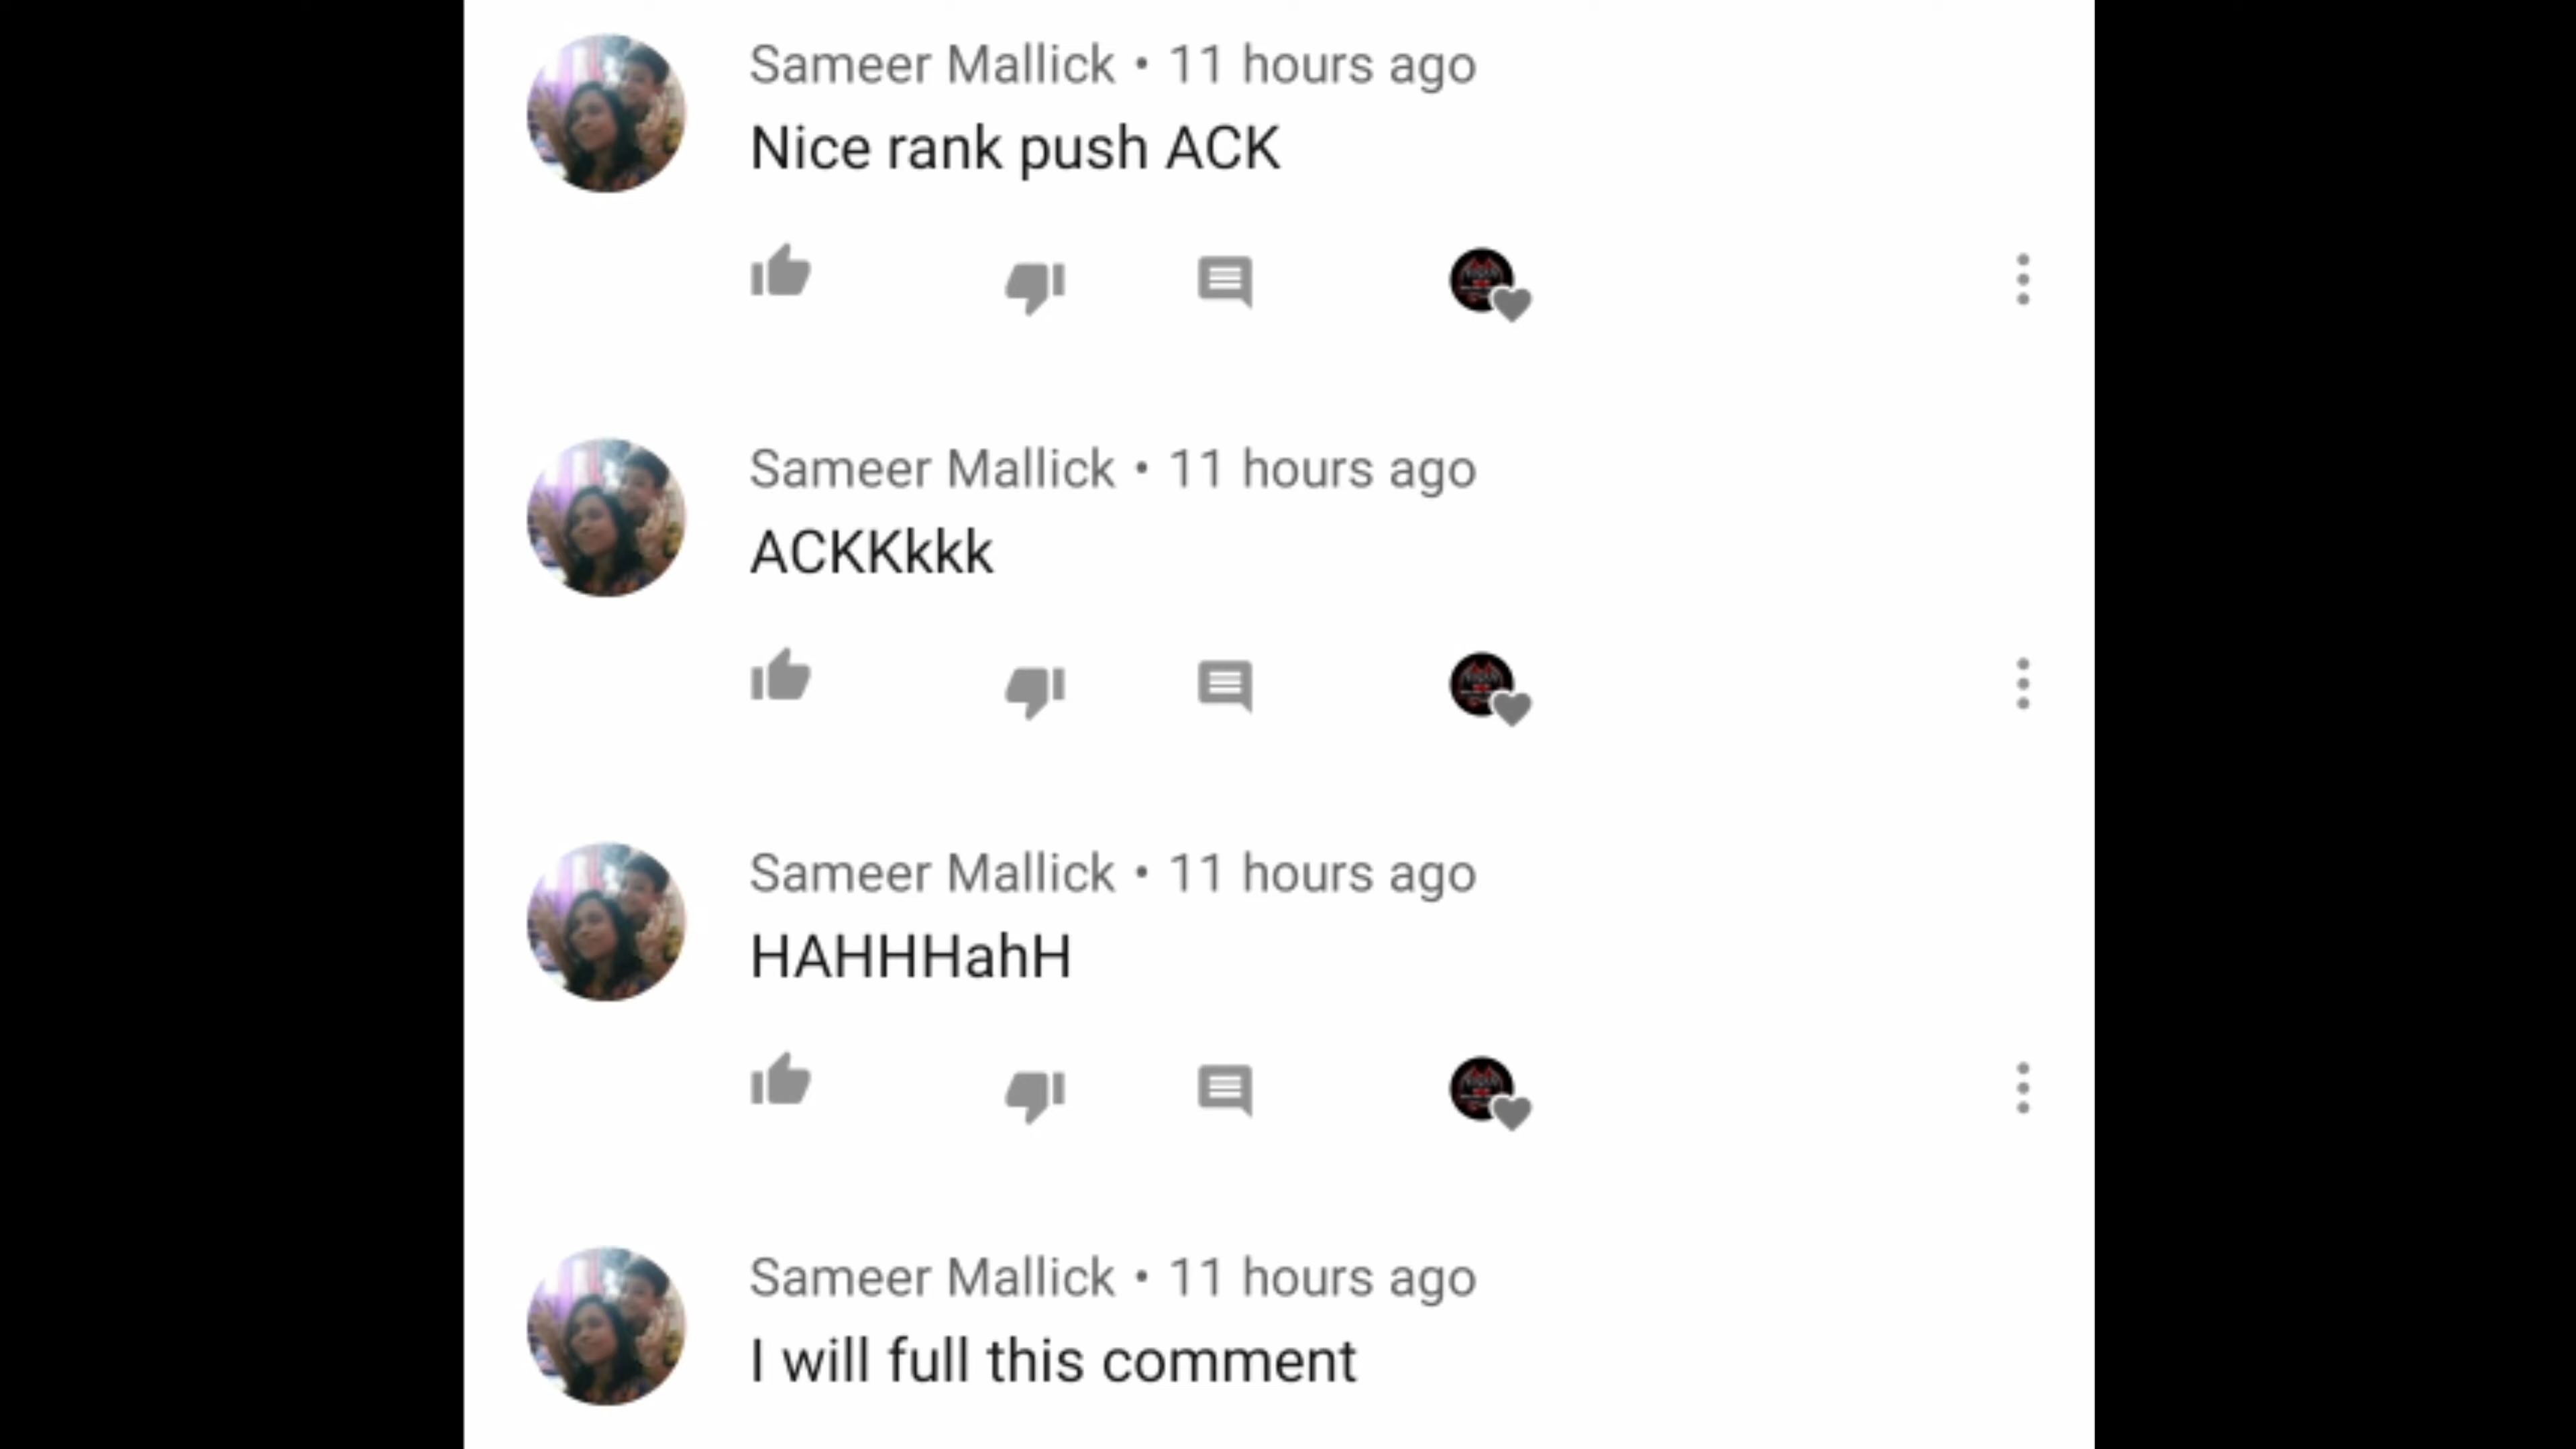 Sameer Mallick • 11 hours ago
Nice rank push ACK
Sameer Mallick • 11 hours ago
ACKKkkk
Sameer Mallick • 11 hours ago
HAHHHahH
Sameer Mallick • 11 hours ago
I will full this comment